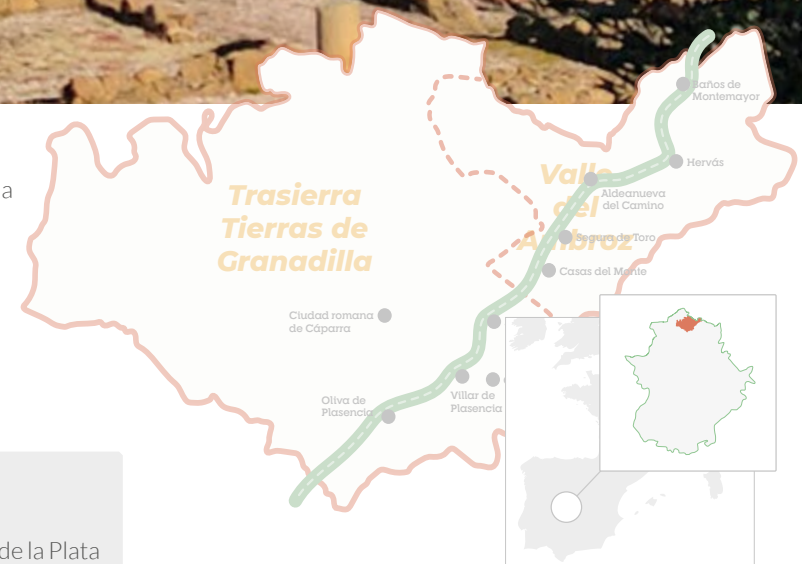 a
Trasierra
Tierras de
Granadilla
Valle
del
Ambroz
Baños de
Montemayor
Hervás
Aldeanueva
del Camino
Segura de Toro
Casas del Monte
Ciudad romana
de Cáparra
Oliva de
Plasencia
Villar de
Plasencia
de la Plata